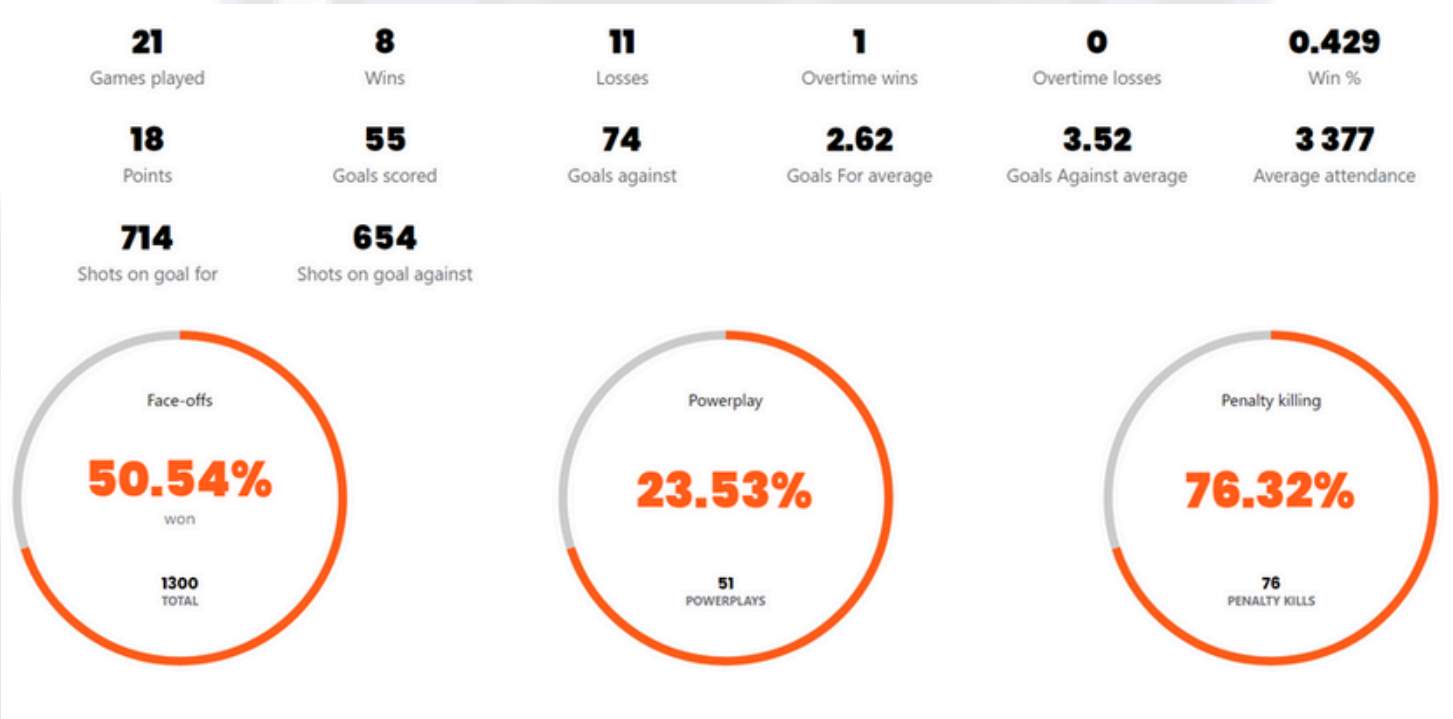 21 8 11 1 0 0.429
Games played Wins Losses Overtime wins Overtime losses Win %
18 55 74 2.62 3.52 3 377
Points Goals scored Goals against Goals For average Goals Against average Average attendance
714 654
Shots on goal for Shots on goal against
Face-offs Powerplay Penalty killing
50.54% 23.53% 76.32%
won
1300 51 76
TOTAL POWERPLAYS PENALTY KILLS